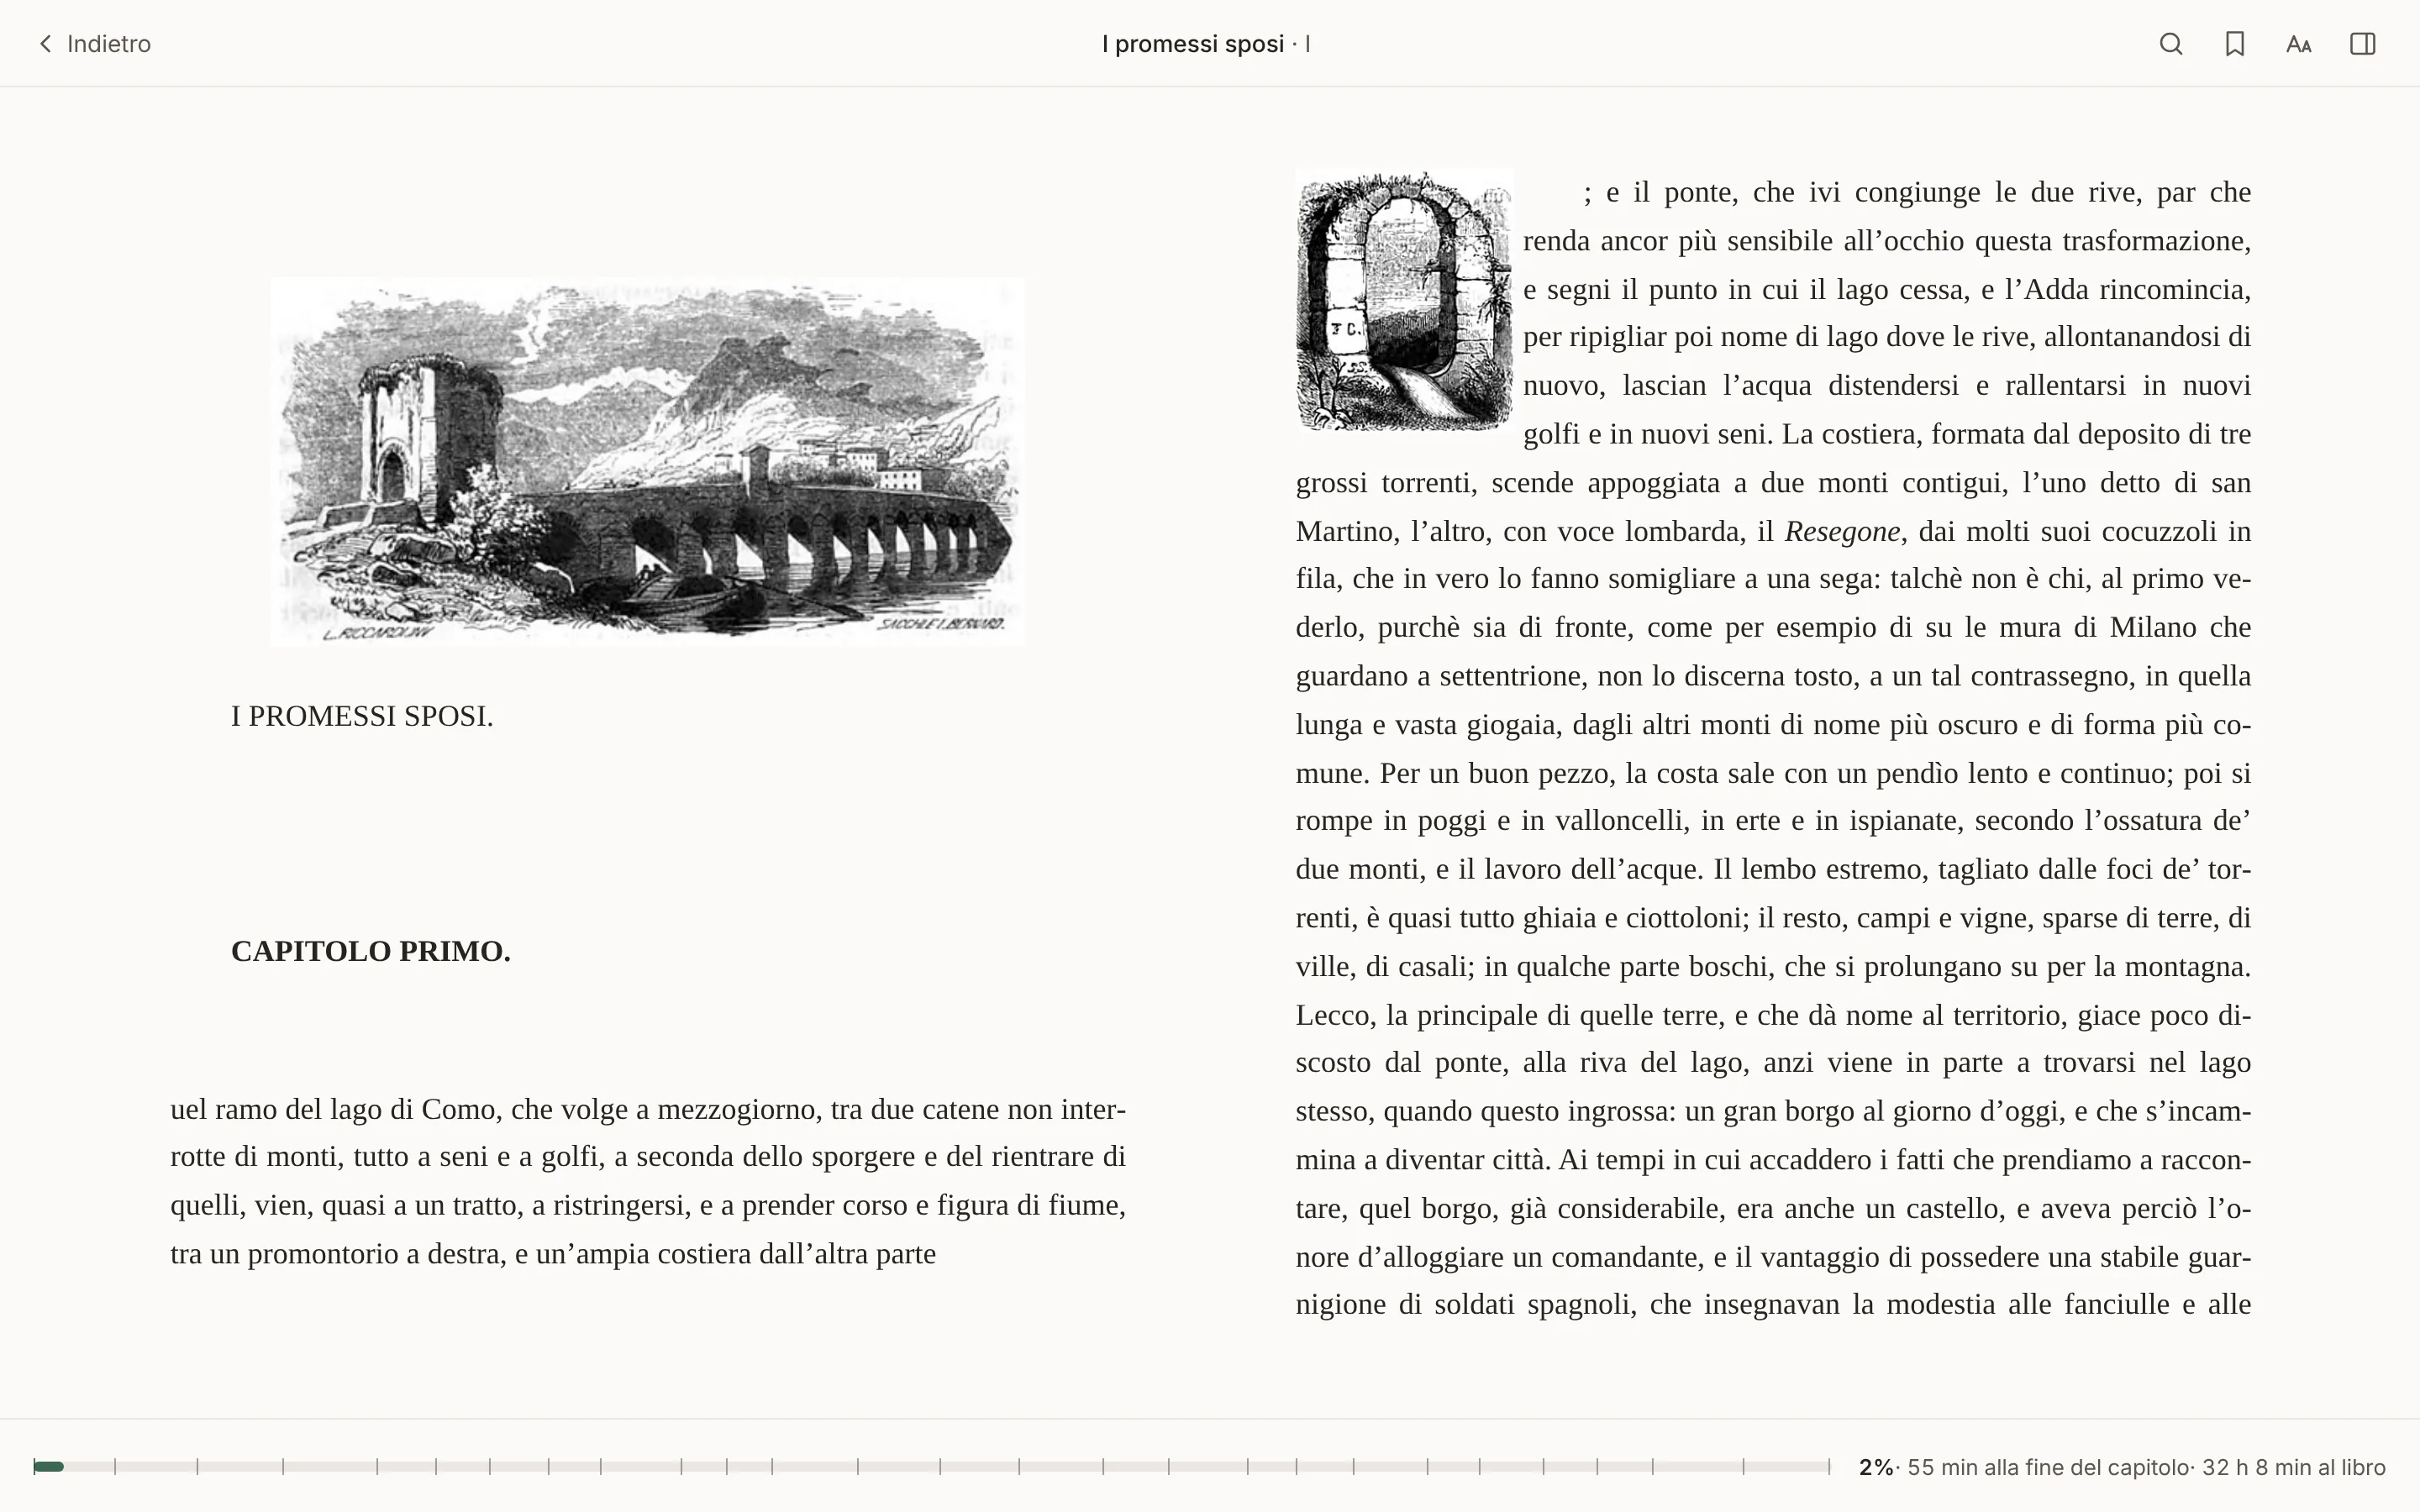 Indietro
I promessi sposi · I
L. RICCARDI INV
SACCHI E I. BERNARD.
I PROMESSI SPOSI.
CAPITOLO PRIMO.
uel ramo del lago di Como, che volge a mezzogiorno, tra due catene non inter-
rotte di monti, tutto a seni e a golfi, a seconda dello sporgere e del rientrare di
quelli, vien, quasi a un tratto, a ristringersi, e a prender corso e figura di fiume,
tra un promontorio a destra, e un’ampia costiera dall’altra parte
F C.
; e il ponte, che ivi congiunge le due rive, par che
renda ancor più sensibile all’occhio questa trasformazione,
e segni il punto in cui il lago cessa, e l’Adda rincomincia,
per ripigliar poi nome di lago dove le rive, allontanandosi di
nuovo, lascian l’acqua distendersi e rallentarsi in nuovi
golfi e in nuovi seni. La costiera, formata dal deposito di tre
grossi torrenti, scende appoggiata a due monti contigui, l’uno detto di san
Martino, l’altro, con voce lombarda, il Resegone, dai molti suoi cocuzzoli in
fila, che in vero lo fanno somigliare a una sega: talchè non è chi, al primo ve-
derlo, purchè sia di fronte, come per esempio di su le mura di Milano che
guardano a settentrione, non lo discerna tosto, a un tal contrassegno, in quella
lunga e vasta giogaia, dagli altri monti di nome più oscuro e di forma più co-
mune. Per un buon pezzo, la costa sale con un pendìo lento e continuo; poi si
rompe in poggi e in valloncelli, in erte e in ispianate, secondo l’ossatura de’
due monti, e il lavoro dell’acque. Il lembo estremo, tagliato dalle foci de’ tor-
renti, è quasi tutto ghiaia e ciottoloni; il resto, campi e vigne, sparse di terre, di
ville, di casali; in qualche parte boschi, che si prolungano su per la montagna.
Lecco, la principale di quelle terre, e che dà nome al territorio, giace poco di-
scosto dal ponte, alla riva del lago, anzi viene in parte a trovarsi nel lago
stesso, quando questo ingrossa: un gran borgo al giorno d’oggi, e che s’incam-
mina a diventar città. Ai tempi in cui accaddero i fatti che prendiamo a raccon-
tare, quel borgo, già considerabile, era anche un castello, e aveva perciò l’o-
nore d’alloggiare un comandante, e il vantaggio di possedere una stabile guar-
nigione di soldati spagnoli, che insegnavan la modestia alle fanciulle e alle
2%· 55 min alla fine del capitolo· 32 h 8 min al libro